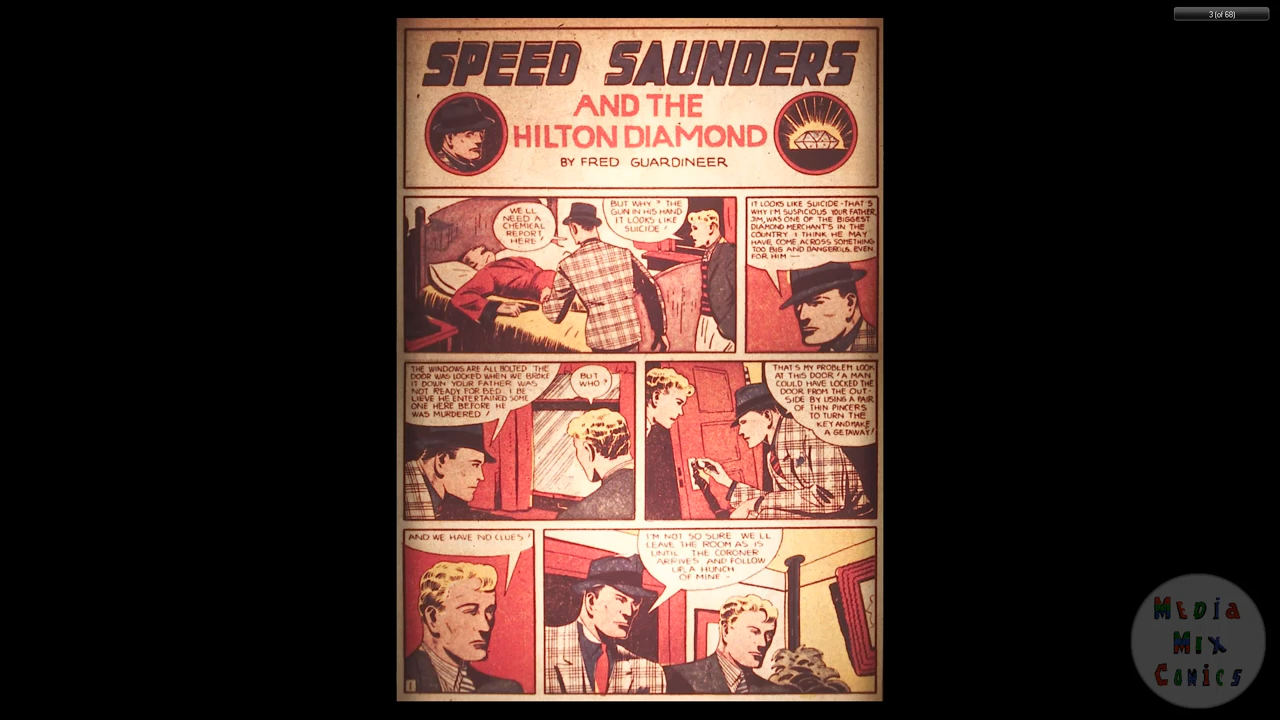 3 (of 68)
SPEED SAUNDERS
AND THE
HILTON DIAMOND
BY FRED GUARDINEER
WE'LL
NEED A
CHEMICAL
REPORT
HERE
BUT WHY? THE
GUN IN HIS HAND
IT LOOKS LIKE
SUICIDE!
IT LOOKS LIKE SUICIDE-THAT'S
WHY I'M SUSPICIOUS YOUR FATHER,
JIM, WAS ONE OF THE BIGGEST
DIAMOND MERCHANT'S IN THE
COUNTRY I THINK HE MAY
HAVE COME ACROSS SOMETHING
TOO BIG AND DANGEROUS, EVEN
FOR HIM —
THE WINDOWS ARE ALL BOLTED THE
DOOR WAS LOCKED WHEN WE BROKE
IT DOWN YOUR FATHER WAS
NOT READY FOR BED. I BE
LIEVE HE ENTERTAINED SOME
ONE HERE BEFORE HE
WAS MURDERED!
BUT
WHO?
THAT'S MY PROBLEM LOOK
AT THIS DOOR! A MAN
COULD HAVE LOCKED THE
DOOR FROM THE OUT-
SIDE BY USING A PAIR
OF THIN PINCERS
TO TURN THE
KEY AND MAKE
A GETAWAY!
AND WE HAVE NO CLUES!
I'M NOT SO SURE WE'LL
LEAVE THE ROOM AS IS
UNTIL THE CORONER
ARRIVES AND FOLLOW
UP A HUNCH
OF MINE -
1
MEDIA
MIX
COMICS